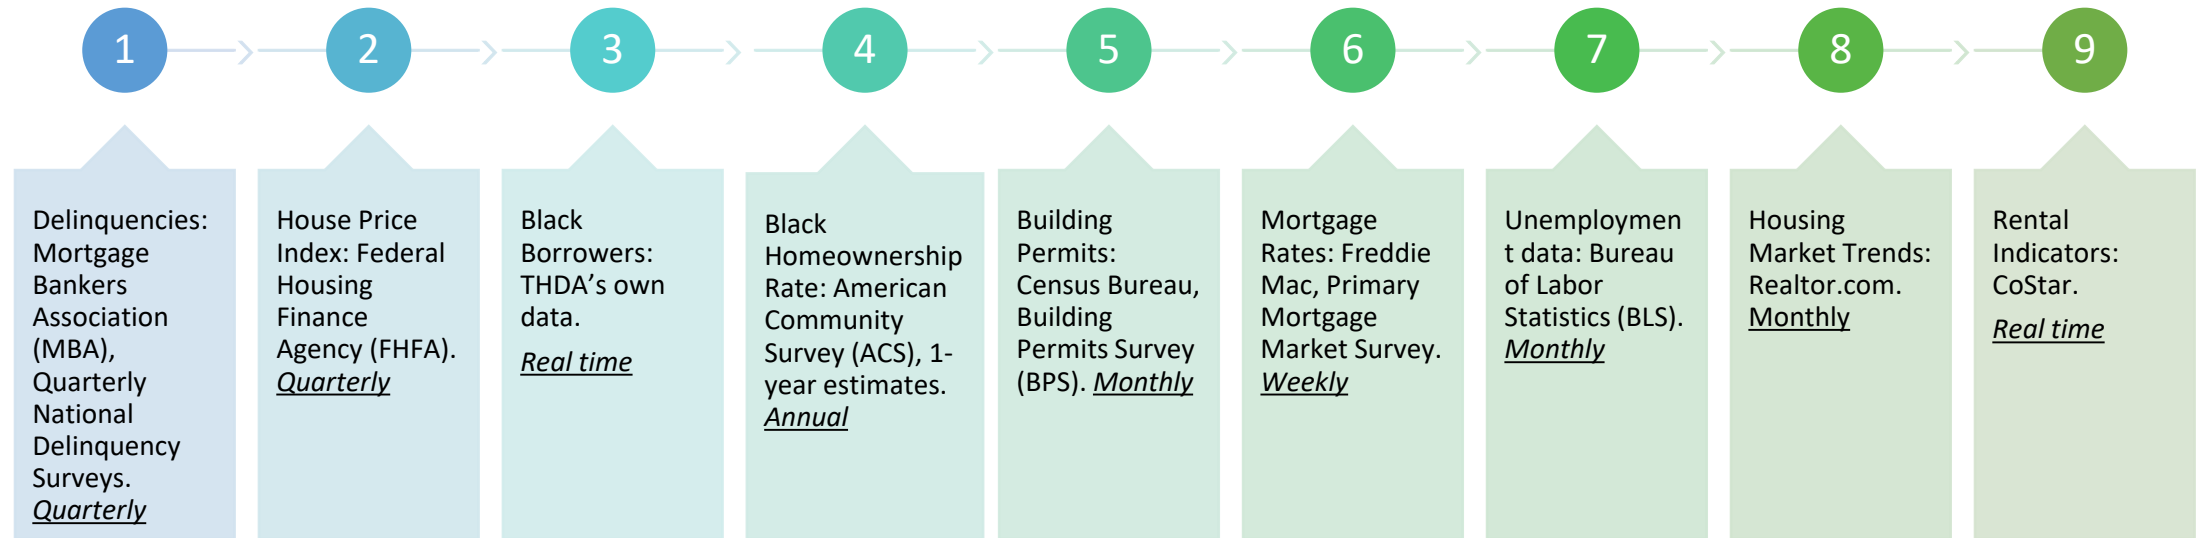 1
2
3
4
5
6
7
8
9
Delinquencies:
Mortgage
Bankers
Association
(MBA),
Quarterly
National
Delinquency
Surveys.
Quarterly
House Price
Index: Federal
Housing
Finance
Agency (FHFA).
Quarterly
Black
Borrowers:
THDA’s own
data.
Real time
Black
Homeownership
Rate: American
Community
Survey (ACS), 1-
year estimates.
Annual
Building
Permits:
Census Bureau,
Building
Permits Survey
(BPS). Monthly
Mortgage
Rates: Freddie
Mac, Primary
Mortgage
Market Survey.
Weekly
Unemploymen
t data: Bureau
of Labor
Statistics (BLS).
Monthly
Housing
Market Trends:
Realtor.com.
Monthly
Rental
Indicators:
CoStar.
Real time